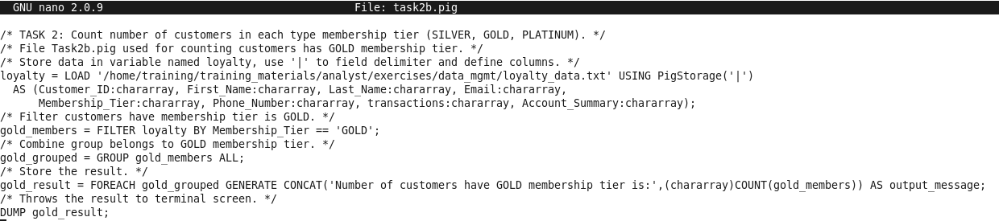 GNU nano 2.0.9 File: task2b.pig
/* TASK 2: Count number of customers in each type membership tier (SILVER, GOLD, PLATINUM). */
/* File Task2b.pig used for counting customers has GOLD membership tier. */
/* Store data in variable named loyalty, use '|' to field delimiter and define columns. */
loyalty = LOAD '/home/training/training_materials/analyst/exercises/data_mgmt/loyalty_data.txt' USING PigStorage('|')
AS (Customer_ID:chararray, First_Name:chararray, Last_Name:chararray, Email:chararray,
Membership_Tier:chararray, Phone_Number:chararray, transactions:chararray, Account_Summary:chararray);
/* Filter customers have membership tier is GOLD. */
gold_members = FILTER loyalty BY Membership_Tier == 'GOLD';
/* Combine group belongs to GOLD membership tier. */
gold_grouped = GROUP gold_members ALL;
/* Store the result. */
gold_result = FOREACH gold_grouped GENERATE CONCAT('Number of customers have GOLD membership tier is:',(chararray)COUNT(gold_members)) AS output_message;
/* Throws the result to terminal screen. */
DUMP gold_result;